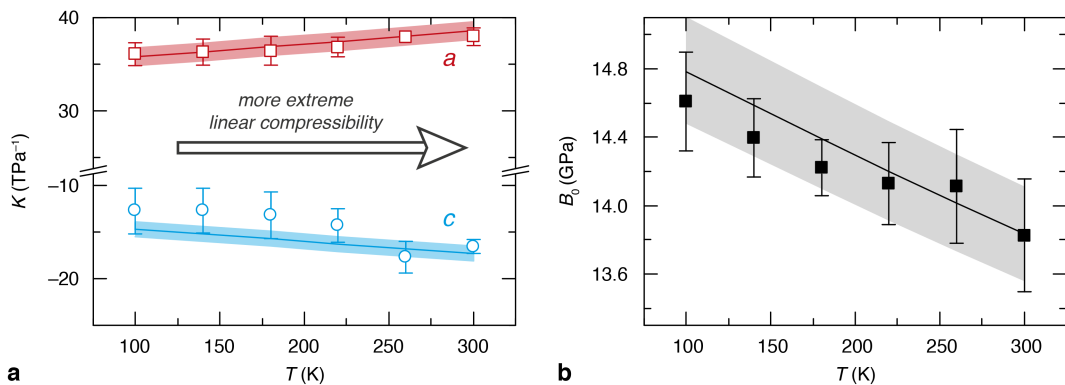 40
30
−10
−20
K (TPa⁻¹)
a
more extreme
linear compressibility
c
100 150 200 250 300
T (K)
a
14.8
14.4
14.0
13.6
B₀ (GPa)
100 150 200 250 300
T (K)
b